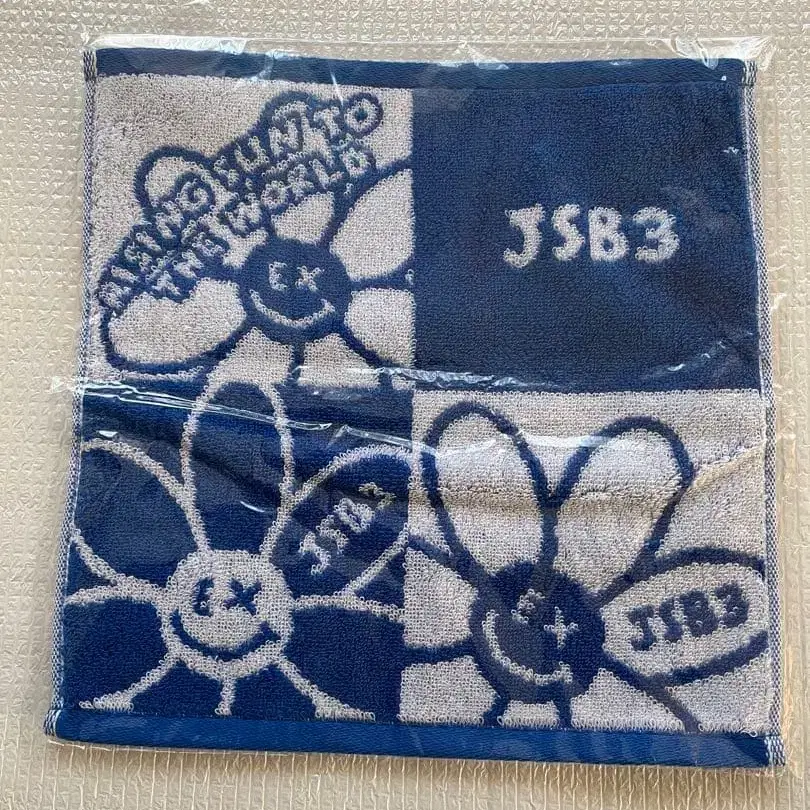 RISING SUN TO
THE WORLD
EX
JSB3
JSB3
EX
EX
JSB3